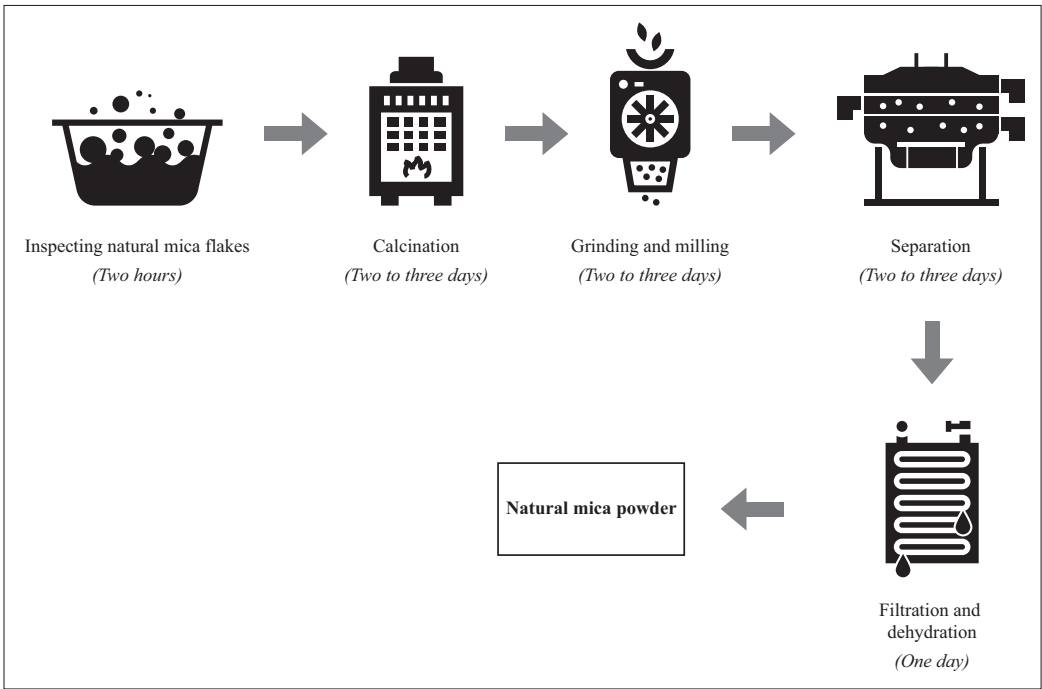 Inspecting natural mica flakes
(Two hours)
Calcination
(Two to three days)
Grinding and milling
(Two to three days)
Separation
(Two to three days)
Filtration and
dehydration
(One day)
Natural mica powder